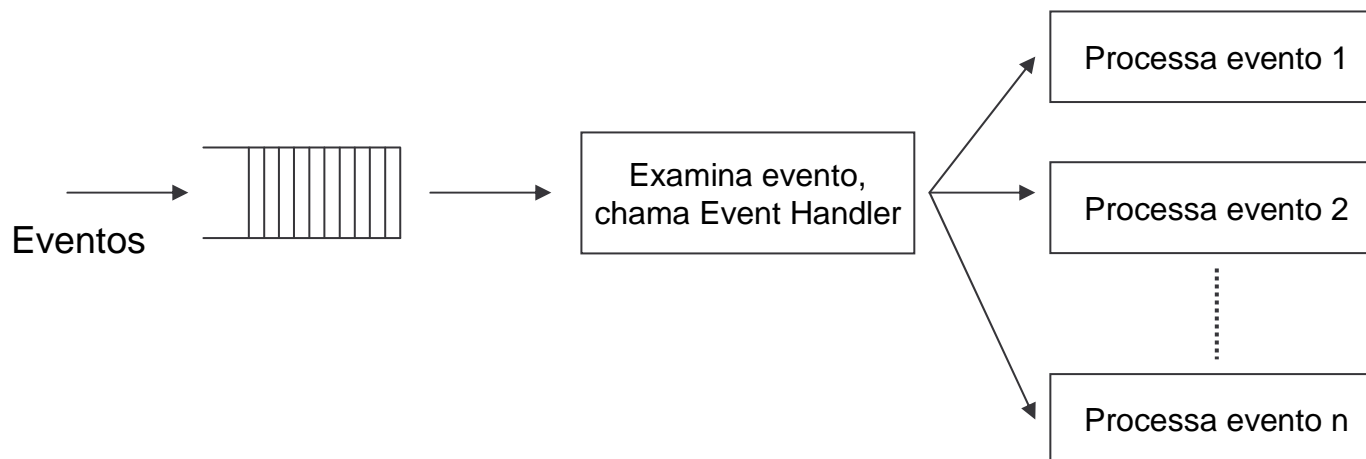 Eventos
Examina evento,
chama Event Handler
Processa evento 1
Processa evento 2
Processa evento n